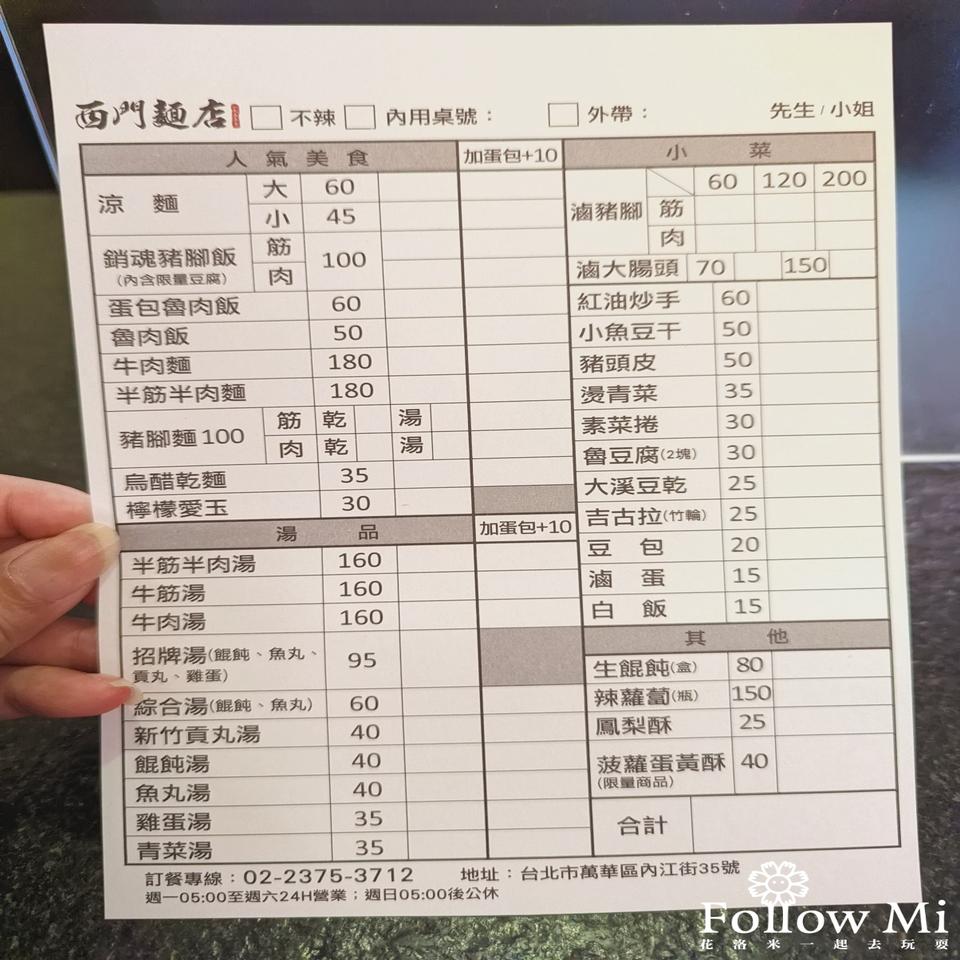 西門麵店 不辣 內用桌號： 外帶： 先生/小姐
人氣美食 加蛋包+10
涼麵 大 60
小 45
銷魂豬腳飯 筋 100
(內含限量豆腐) 肉
蛋包魯肉飯 60
魯肉飯 50
牛肉麵 180
半筋半肉麵 180
豬腳麵100 筋 乾 湯
肉 乾 湯
烏醋乾麵 35
檸檬愛玉 30
湯品 加蛋包+10
半筋半肉湯 160
牛筋湯 160
牛肉湯 160
招牌湯(餛飩、魚丸、 95
貢丸、雞蛋)
綜合湯(餛飩、魚丸) 60
新竹貢丸湯 40
餛飩湯 40
魚丸湯 40
雞蛋湯 35
青菜湯 35
小菜
60 120 200
滷豬腳 筋
肉
滷大腸頭 70 150
紅油炒手 60
小魚豆干 50
豬頭皮 50
燙青菜 35
素菜捲 30
魯豆腐(2塊) 30
大溪豆乾 25
吉古拉(竹輪) 25
豆包 20
滷蛋 15
白飯 15
其他
生餛飩(盒) 80
辣蘿蔔(瓶) 150
鳳梨酥 25
菠蘿蛋黃酥 40
(限量商品)
合計
訂餐專線：02-2375-3712 地址：台北市萬華區內江街35號
週一05:00至週六24H營業；週日05:00後公休
Follow Mi
花洛米一起去玩耍